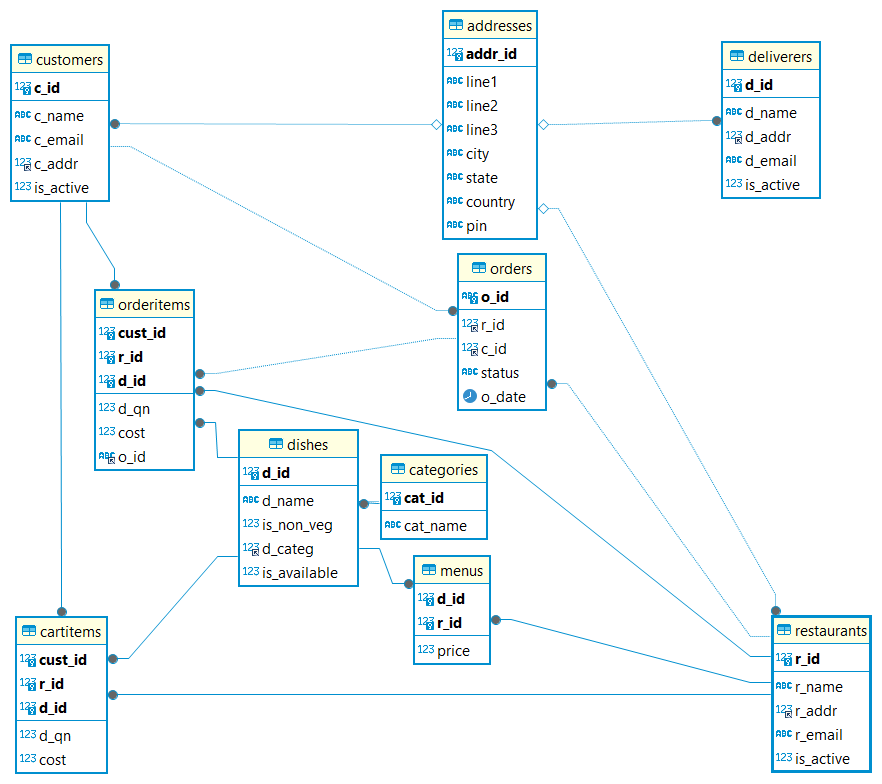 customers
c_id
c_name
c_email
c_addr
is_active
addresses
addr_id
line1
line2
line3
city
state
country
pin
deliverers
d_id
d_name
d_addr
d_email
is_active
orderitems
cust_id
r_id
d_id
d_qn
cost
o_id
orders
o_id
r_id
c_id
status
o_date
dishes
d_id
d_name
is_non_veg
d_categ
is_available
categories
cat_id
cat_name
menus
d_id
r_id
price
cartitems
cust_id
r_id
d_id
d_qn
cost
restaurants
r_id
r_name
r_addr
r_email
is_active